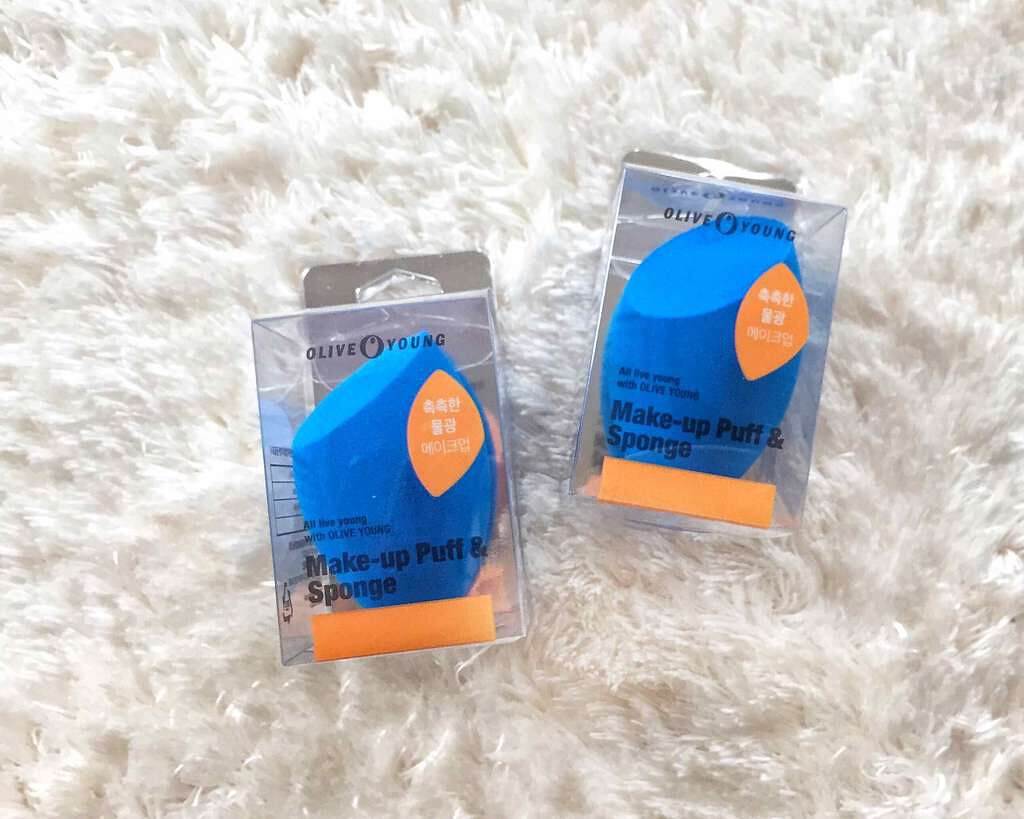 OLIVE YOUNG
촉촉한
물광
메이크업
All live young
with OLIVE YOUNG
Make-up Puff &
Sponge
OLIVE YOUNG
OLIVE YOUNG
촉촉한
물광
메이크업
All live young
with OLIVE YOUNG
Make-up Puff &
Sponge